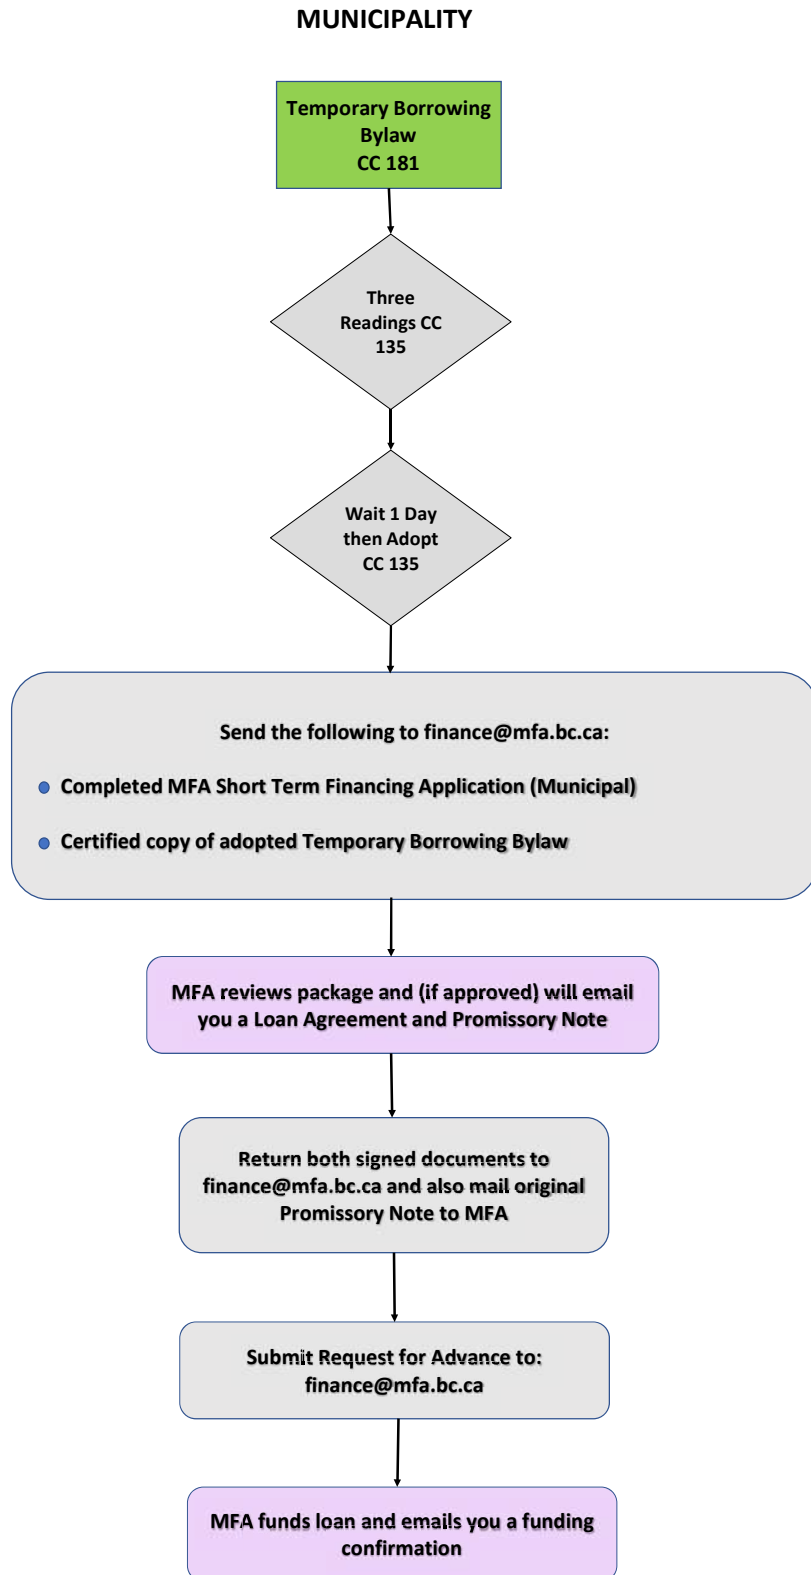 MUNICIPALITY
Temporary Borrowing
Bylaw
CC 181
Three
Readings CC
135
Wait 1 Day
then Adopt
CC 135
Send the following to finance@mfa.bc.ca:
Completed MFA Short Term Financing Application (Municipal)
Certified copy of adopted Temporary Borrowing Bylaw
MFA reviews package and (if approved) will email
you a Loan Agreement and Promissory Note
Return both signed documents to
finance@mfa.bc.ca and also mail original
Promissory Note to MFA
Submit Request for Advance to:
finance@mfa.bc.ca
MFA funds loan and emails you a funding
confirmation